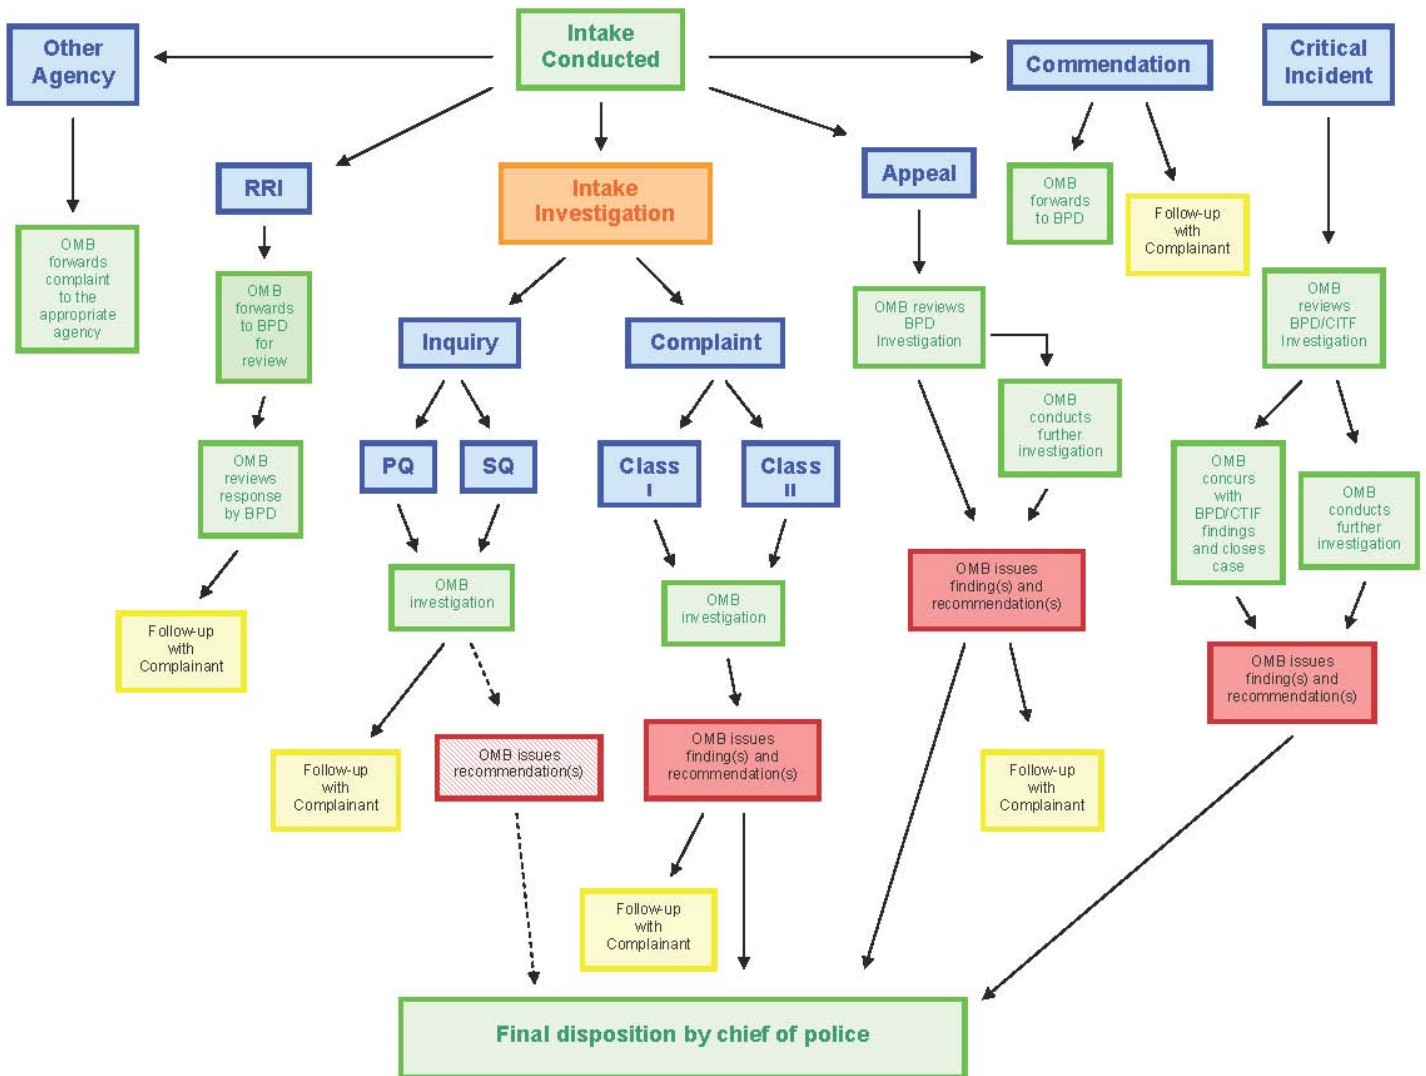 Other
Agency
Intake
Conducted
Commendation
Critical
Incident
RRI
Intake
Investigation
Appeal
OMB
forwards
to BPD
Follow-up
with
Complainant
OMB
forwards
complaint
to the
appropriate
agency
OMB
forwards
to BPD
for
review
Inquiry
Complaint
OMB reviews
BPD
Investigation
OMB
reviews
BPD/CITF
Investigation
OMB
conducts
further
investigation
OMB
reviews
response
by BPD
PQ
SQ
Class
I
Class
II
OMB
concurs
with
BPD/CTIF
findings
and closes
case
OMB
conducts
further
investigation
OMB
investigation
OMB
investigation
OMB issues
finding(s) and
recommendation(s)
Follow-up
with
Complainant
OMB issues
finding(s) and
recommendation(s)
Follow-up
with
Complainant
OMB issues
recommendation(s)
OMB issues
finding(s) and
recommendation(s)
Follow-up
with
Complainant
Follow-up
with
Complainant
Final disposition by chief of police